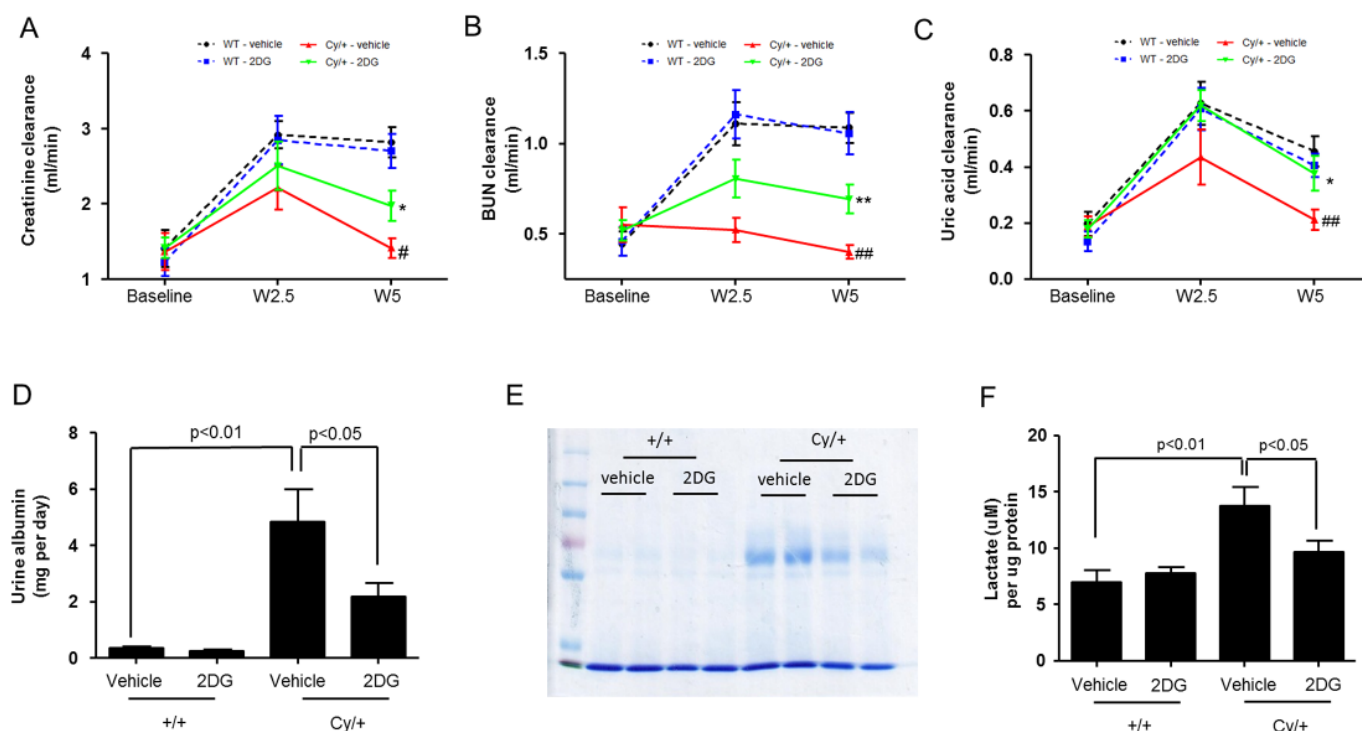 A
WT - vehicle
Cy/+ - vehicle
WT - 2DG
Cy/+ - 2DG
Creatinine clearance
(ml/min)
4
3
2
1
*
#
Baseline
W2.5
W5
B
WT - vehicle
Cy/+ - vehicle
WT - 2DG
Cy/+ - 2DG
BUN clearance
(ml/min)
1.5
1.0
0.5
**
##
Baseline
W2.5
W5
C
WT - vehicle
Cy/+ - vehicle
WT - 2DG
Cy/+ - 2DG
Uric acid clearance
(ml/min)
0.8
0.6
0.4
0.2
0.0
*
##
Baseline
W2.5
W5
D
Urine albumin
(mg per day)
8
6
4
2
0
p<0.01
p<0.05
Vehicle
2DG
Vehicle
2DG
+/+
Cy/+
E
+/+
Cy/+
vehicle
2DG
vehicle
2DG
F
Lactate (uM)
per ug protein
20
15
10
5
0
p<0.01
p<0.05
Vehicle
2DG
Vehicle
2DG
+/+
Cy/+